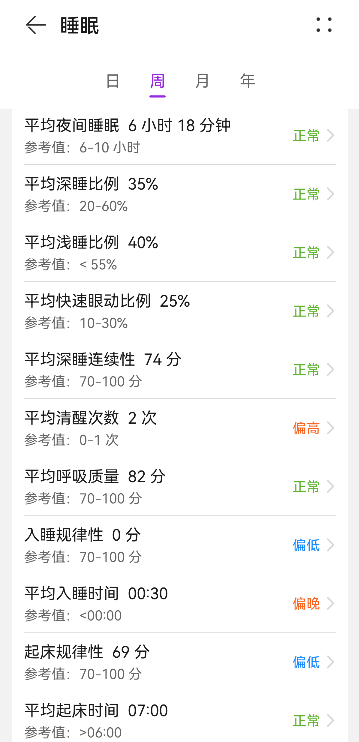 睡眠
日 周 月 年
平均夜间睡眠 6 小时 18 分钟
正常
参考值：6-10 小时
平均深睡比例 35%
正常
参考值：20-60%
平均浅睡比例 40%
正常
参考值：< 55%
平均快速眼动比例 25%
正常
参考值：10-30%
平均深睡连续性 74 分
正常
参考值：70-100 分
平均清醒次数 2 次
偏高
参考值：0-1 次
平均呼吸质量 82 分
正常
参考值：70-100 分
入睡规律性 0 分
偏低
参考值：70-100 分
平均入睡时间 00:30
偏晚
参考值：<00:00
起床规律性 69 分
偏低
参考值：70-100 分
平均起床时间 07:00
正常
参考值：>06:00